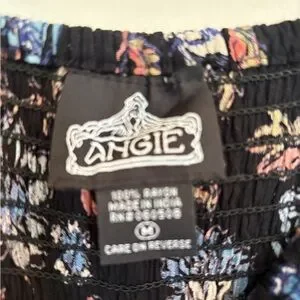 ANGIE
100% RAYON
MADE IN INDIA
M
CARE ON REVERSE